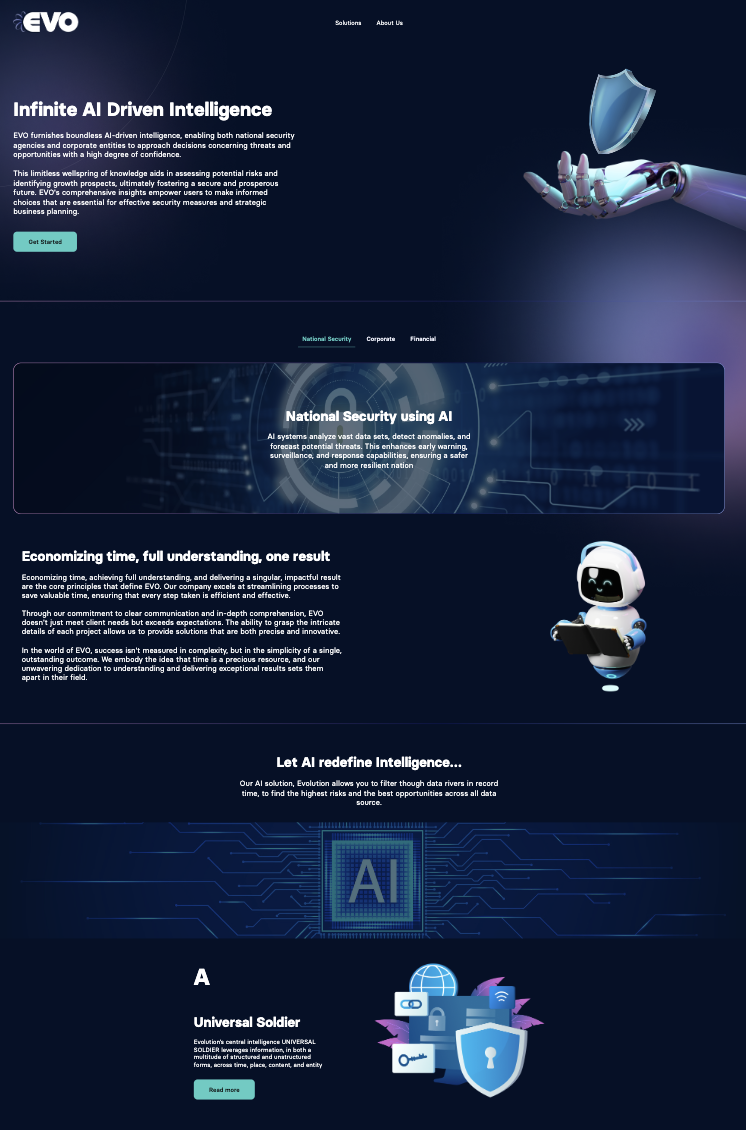 EVO
Solutions
About Us
Infinite AI Driven Intelligence
EVO furnishes boundless AI-driven intelligence, enabling both national security
agencies and corporate entities to approach decisions concerning threats and
opportunities with a high degree of confidence.
This limitless wellspring of knowledge aids in assessing potential risks and
identifying growth prospects, ultimately fostering a secure and prosperous
future. EVO's comprehensive insights empower users to make informed
choices that are essential for effective security measures and strategic
business planning.
Get Started
National Security
Corporate
Financial
National Security using AI
AI systems analyze vast data sets, detect anomalies, and
forecast potential threats. This enhances early warning,
surveillance, and response capabilities, ensuring a safer
and more resilient nation
Economizing time, full understanding, one result
Economizing time, achieving full understanding, and delivering a singular, impactful result
are the core principles that define EVO. Our company excels at streamlining processes to
save valuable time, ensuring that every step taken is efficient and effective.
Through our commitment to clear communication and in-depth comprehension, EVO
doesn't just meet client needs but exceeds expectations. The ability to grasp the intricate
details of each project allows us to provide solutions that are both precise and innovative.
In the world of EVO, success isn't measured in complexity, but in the simplicity of a single,
outstanding outcome. We embody the idea that time is a precious resource, and our
unwavering dedication to understanding and delivering exceptional results sets them
apart in their field.
Let AI redefine Intelligence...
Our AI solution, Evolution allows you to filter though data rivers in record
time, to find the highest risks and the best opportunities across all data
source.
AI
A
Universal Soldier
Evolution's central intelligence UNIVERSAL
SOLDIER leverages information, in both a
multitude of structured and unstructured
forms, across time, place, content, and entity
Read more